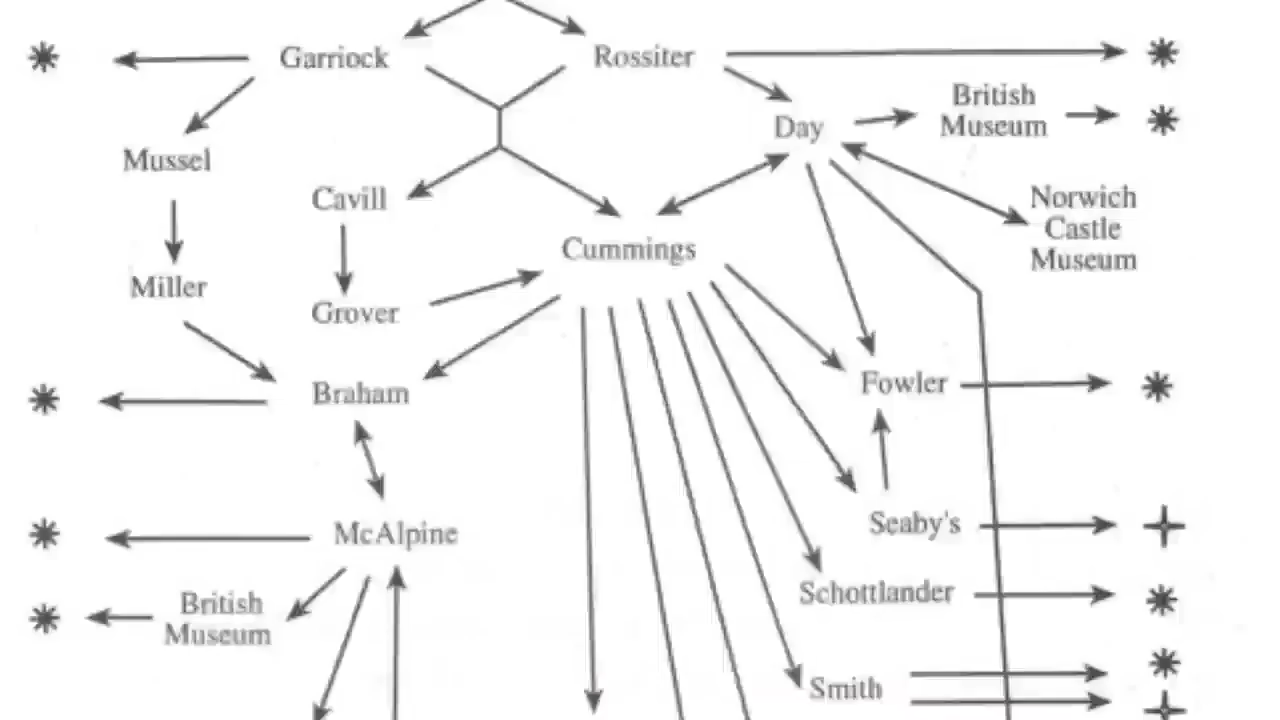 Garriock
Rossiter
British
Museum
Day
Mussel
Cavill
Norwich
Castle
Museum
Cummings
Miller
Grover
Braham
Fowler
McAlpine
Seaby's
Schottlander
British
Museum
Smith